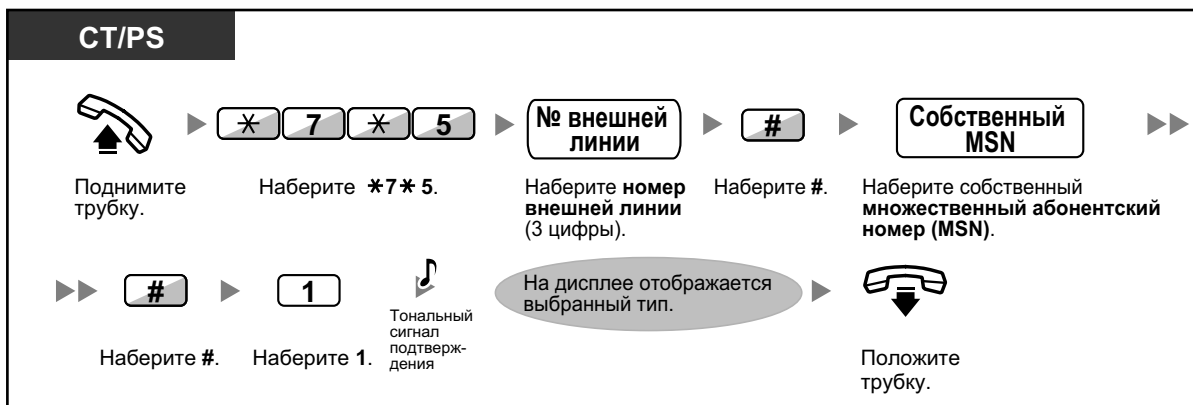 CT/PS
* 7 * 5
№ внешней
линии
#
Собственный
MSN
Поднимите
трубку.
Наберите *7* 5.
Наберите номер
внешней линии
(3 цифры).
Наберите #.
Наберите собственный
множественный абонентский
номер (MSN).
#
1
Тональный
сигнал
подтверж-
дения
На дисплее отображается
выбранный тип.
Наберите #.
Наберите 1.
Положите
трубку.